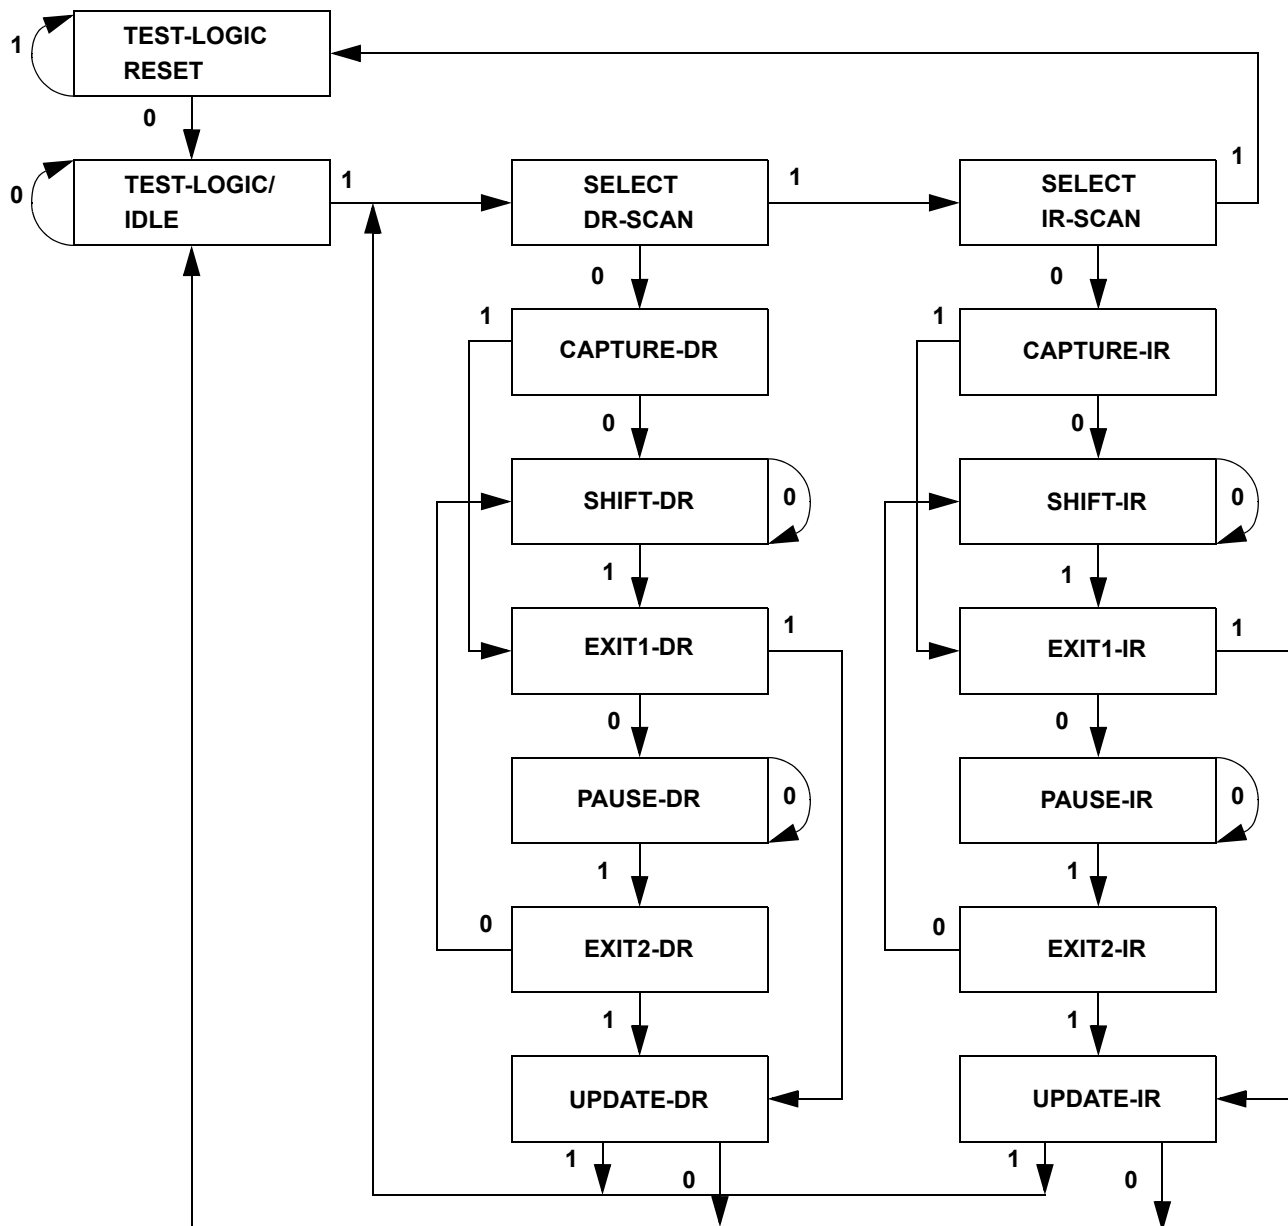 1
TEST-LOGIC
RESET
0
0
TEST-LOGIC/
IDLE
1
SELECT
DR-SCAN
1
SELECT
IR-SCAN
1
0
0
1
CAPTURE-DR
1
CAPTURE-IR
0
0
SHIFT-DR
0
SHIFT-IR
0
1
1
EXIT1-DR
1
EXIT1-IR
1
0
0
PAUSE-DR
0
PAUSE-IR
0
1
1
0
EXIT2-DR
0
EXIT2-IR
1
1
UPDATE-DR
UPDATE-IR
1
0
1
0